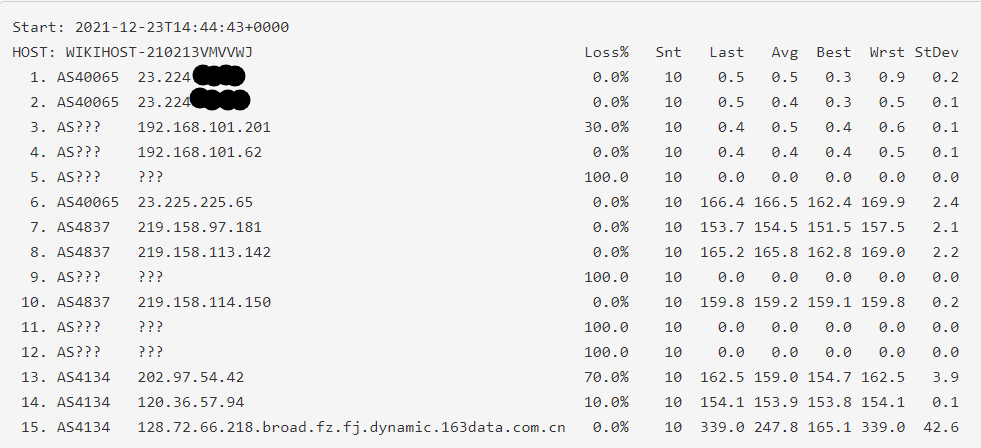 Start: 2021-12-23T14:44:43+0000
HOST: WIKIHOST-210213VMVVWJ Loss% Snt Last Avg Best Wrst StDev
1. AS40065 23.224 0.0% 10 0.5 0.5 0.3 0.9 0.2
2. AS40065 23.224 0.0% 10 0.5 0.4 0.3 0.5 0.1
3. AS??? 192.168.101.201 30.0% 10 0.4 0.5 0.4 0.6 0.1
4. AS??? 192.168.101.62 0.0% 10 0.4 0.4 0.4 0.5 0.1
5. AS??? ??? 100.0 10 0.0 0.0 0.0 0.0 0.0
6. AS40065 23.225.225.65 0.0% 10 166.4 166.5 162.4 169.9 2.4
7. AS4837 219.158.97.181 0.0% 10 153.7 154.5 151.5 157.5 2.1
8. AS4837 219.158.113.142 0.0% 10 165.2 165.8 162.8 169.0 2.2
9. AS??? ??? 100.0 10 0.0 0.0 0.0 0.0 0.0
10. AS4837 219.158.114.150 0.0% 10 159.8 159.2 159.1 159.8 0.2
11. AS??? ??? 100.0 10 0.0 0.0 0.0 0.0 0.0
12. AS??? ??? 100.0 10 0.0 0.0 0.0 0.0 0.0
13. AS4134 202.97.54.42 70.0% 10 162.5 159.0 154.7 162.5 3.9
14. AS4134 120.36.57.94 10.0% 10 154.1 153.9 153.8 154.1 0.1
15. AS4134 128.72.66.218.broad.fz.fj.dynamic.163data.com.cn 0.0% 10 339.0 247.8 165.1 339.0 42.6